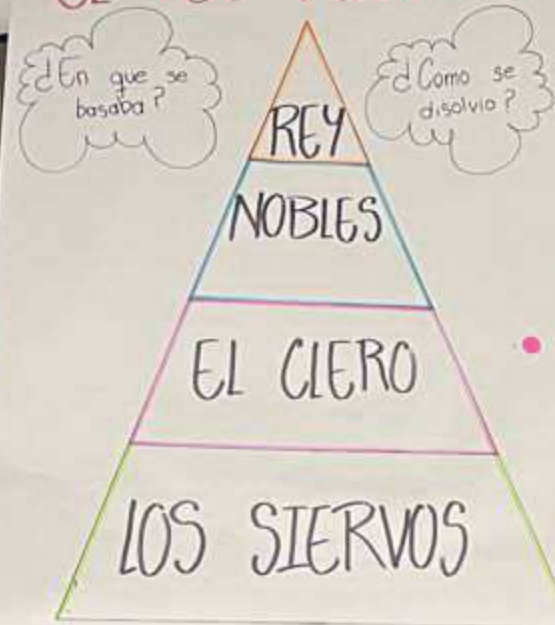 ¿En que se
basaba?
¿Como se
disolvio?
REY
NOBLES
EL CLERO
LOS SIERVOS